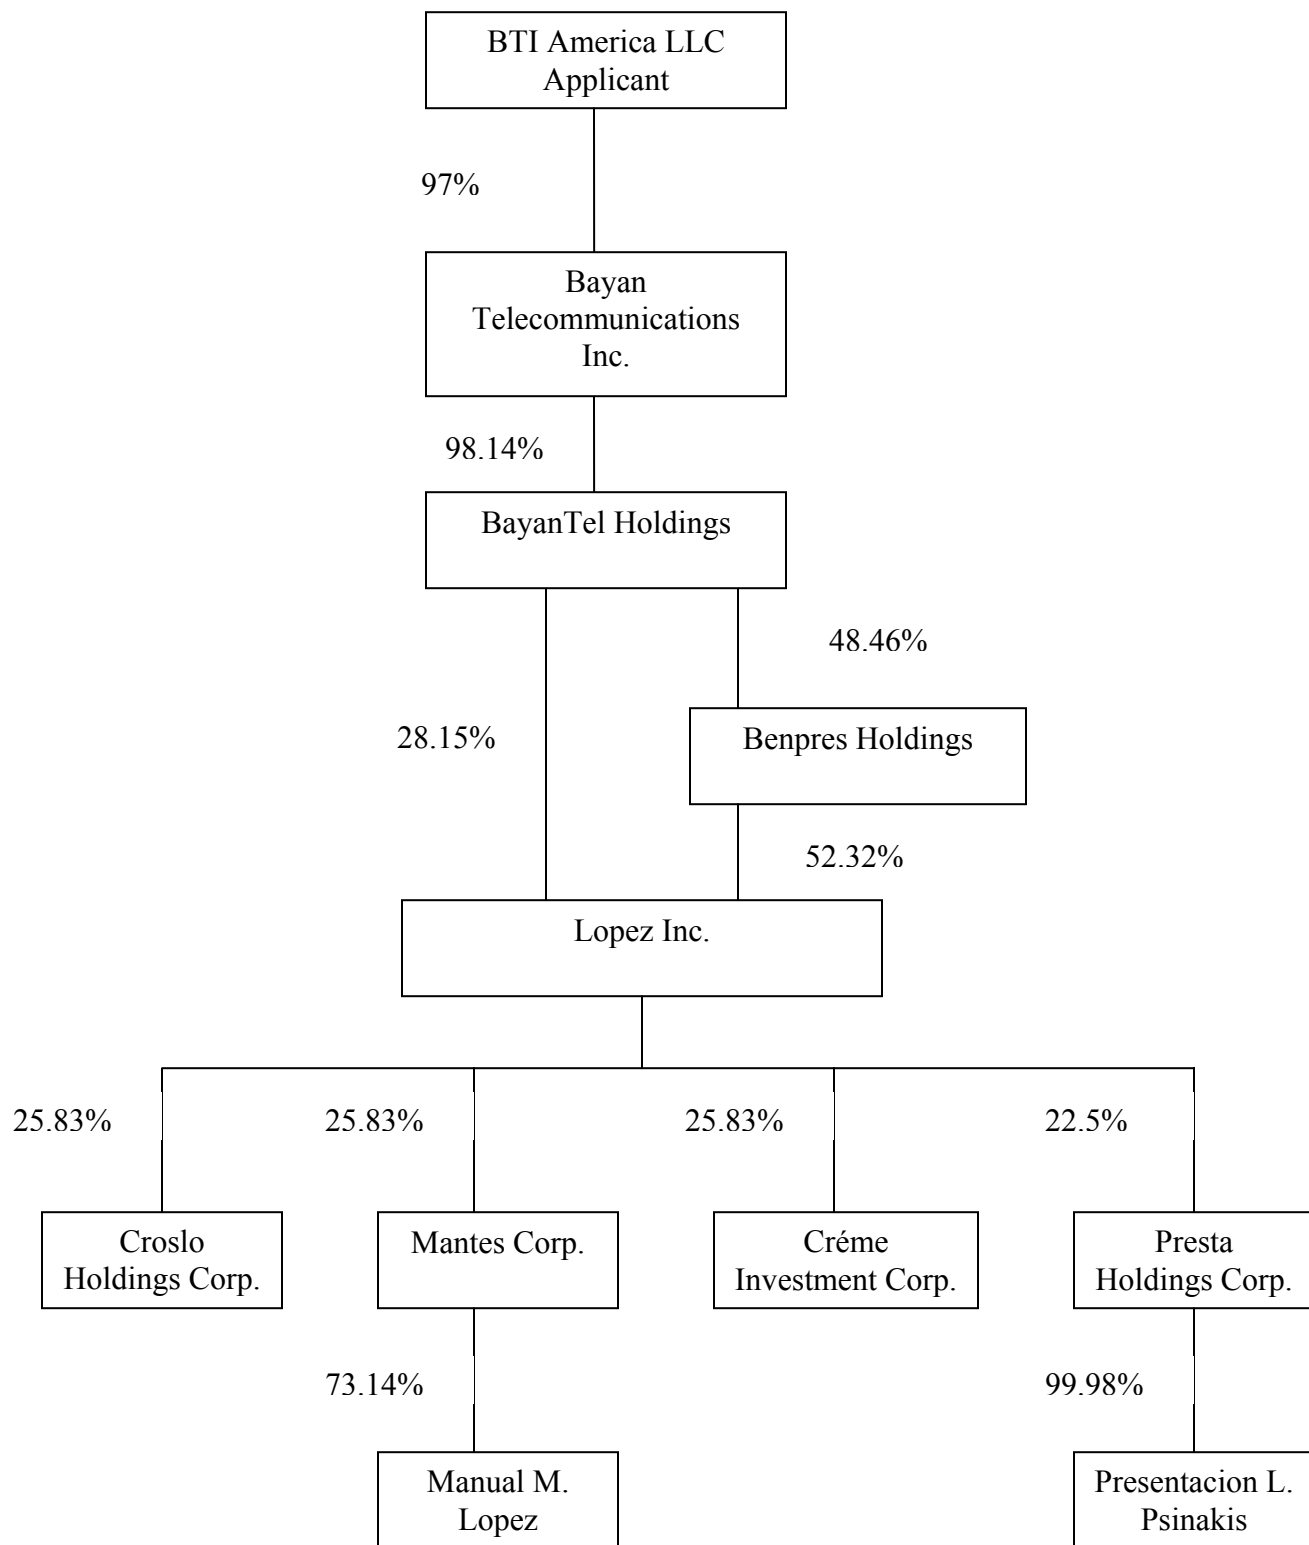 BTI America LLC
Applicant
97%
Bayan
Telecommunications
Inc.
98.14%
BayanTel Holdings
48.46%
28.15%
Benpres Holdings
52.32%
Lopez Inc.
25.83%
25.83%
25.83%
22.5%
Croslo
Holdings Corp.
Mantes Corp.
Créme
Investment Corp.
Presta
Holdings Corp.
73.14%
99.98%
Manual M.
Lopez
Presentacion L.
Psinakis